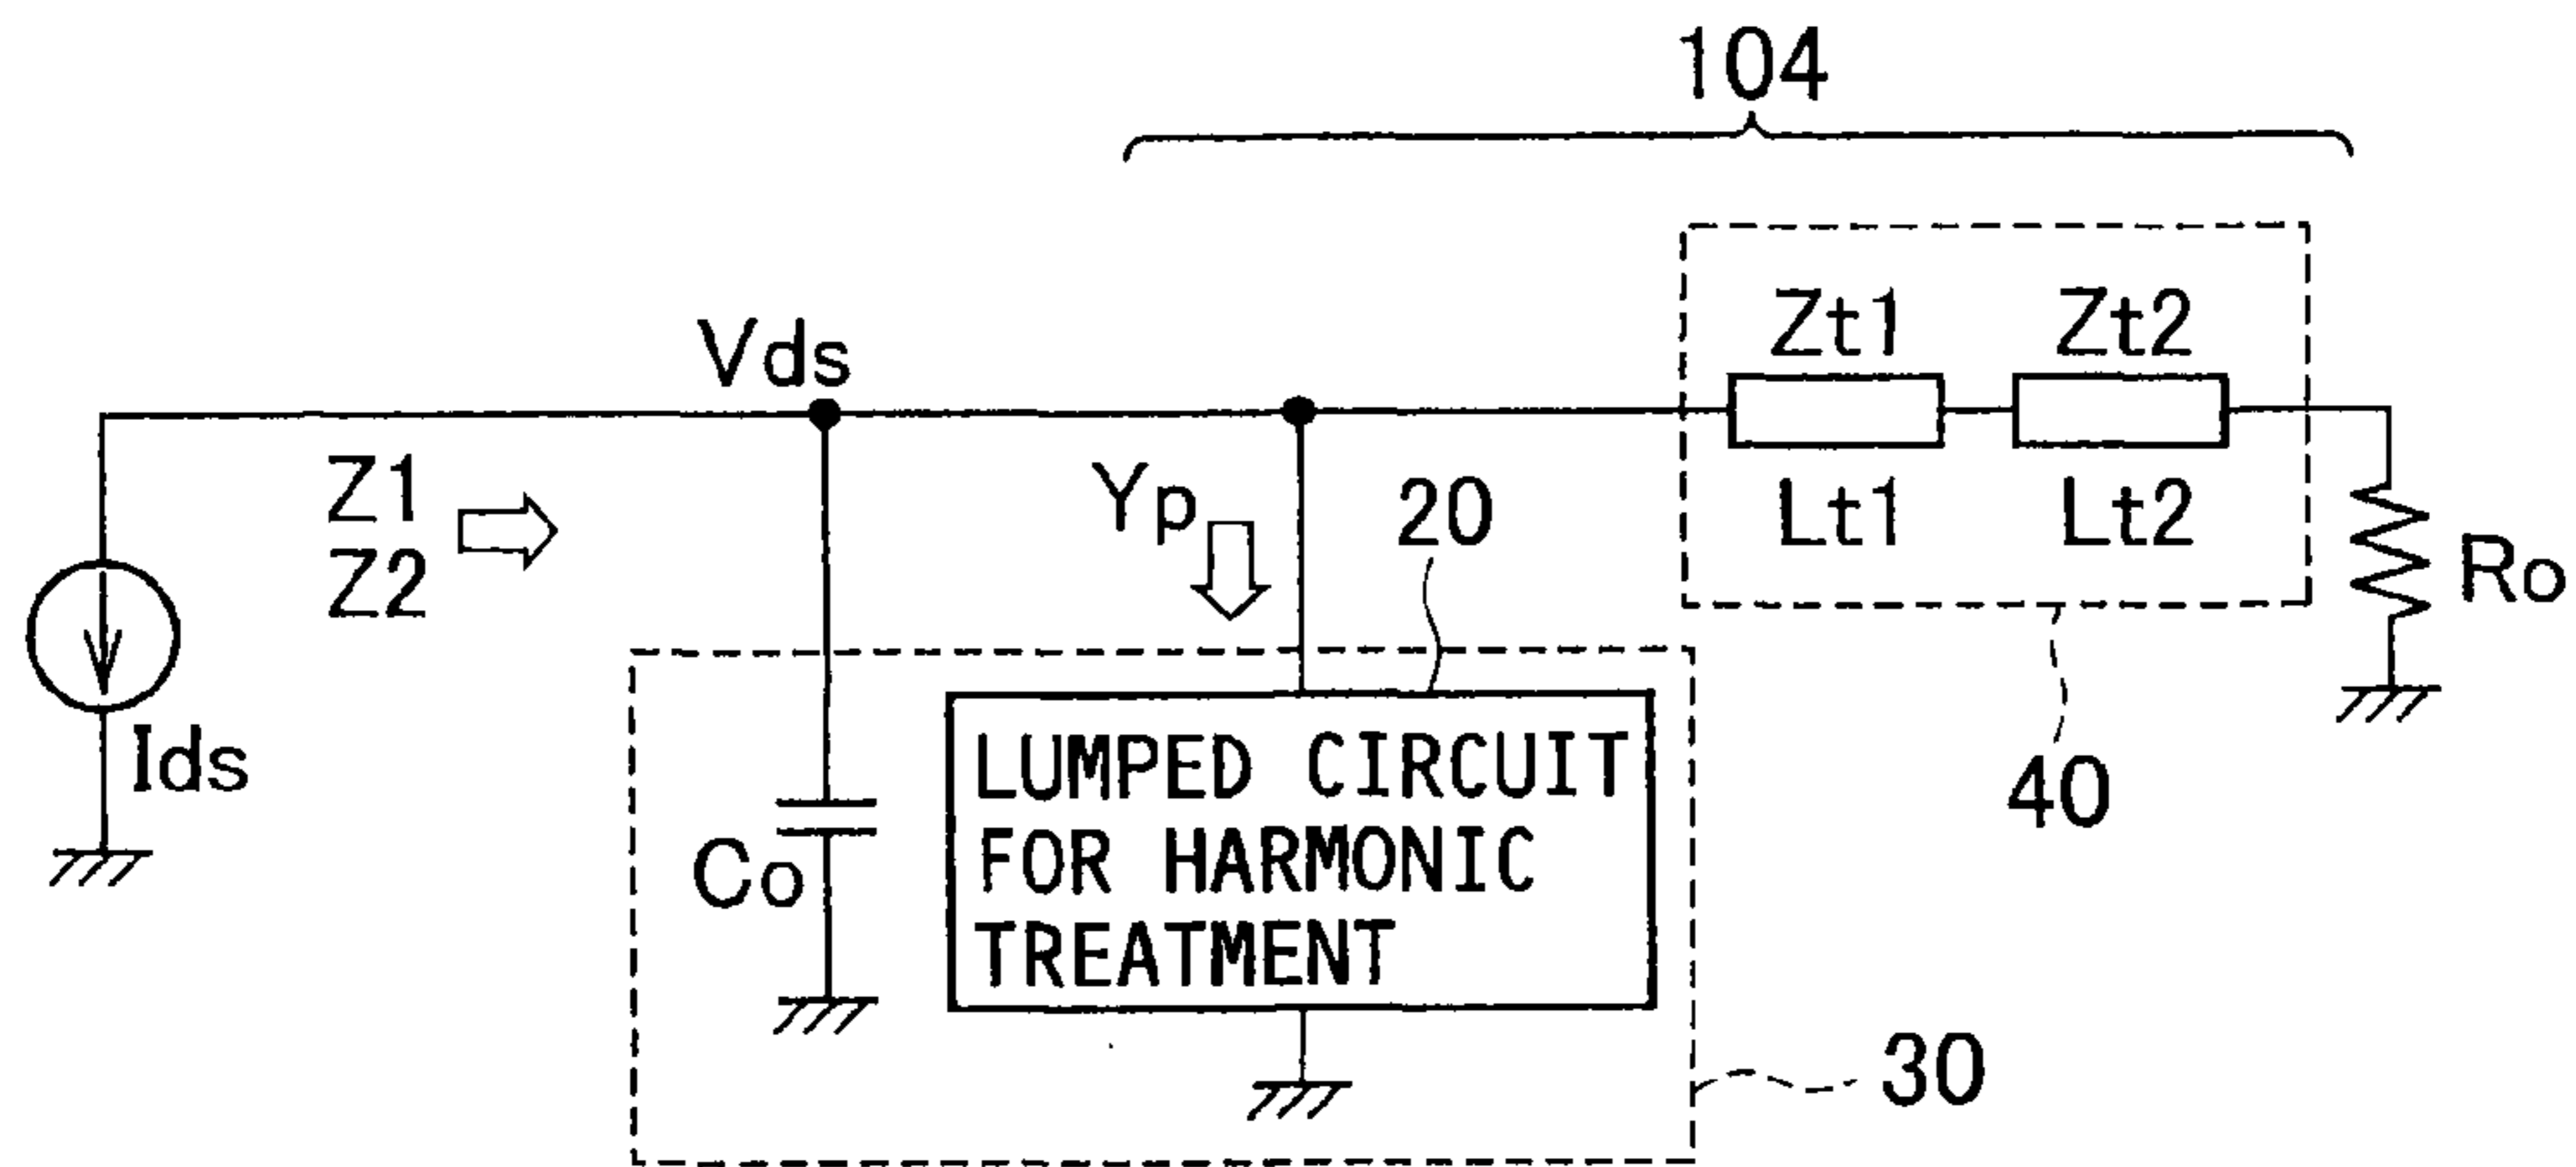 104
Zt1 Zt2
Vds
Lt1 Lt2
Z1
Z2
Yp
20
Ro
Ids
Co
LUMPED CIRCUIT
FOR HARMONIC
TREATMENT
40
30